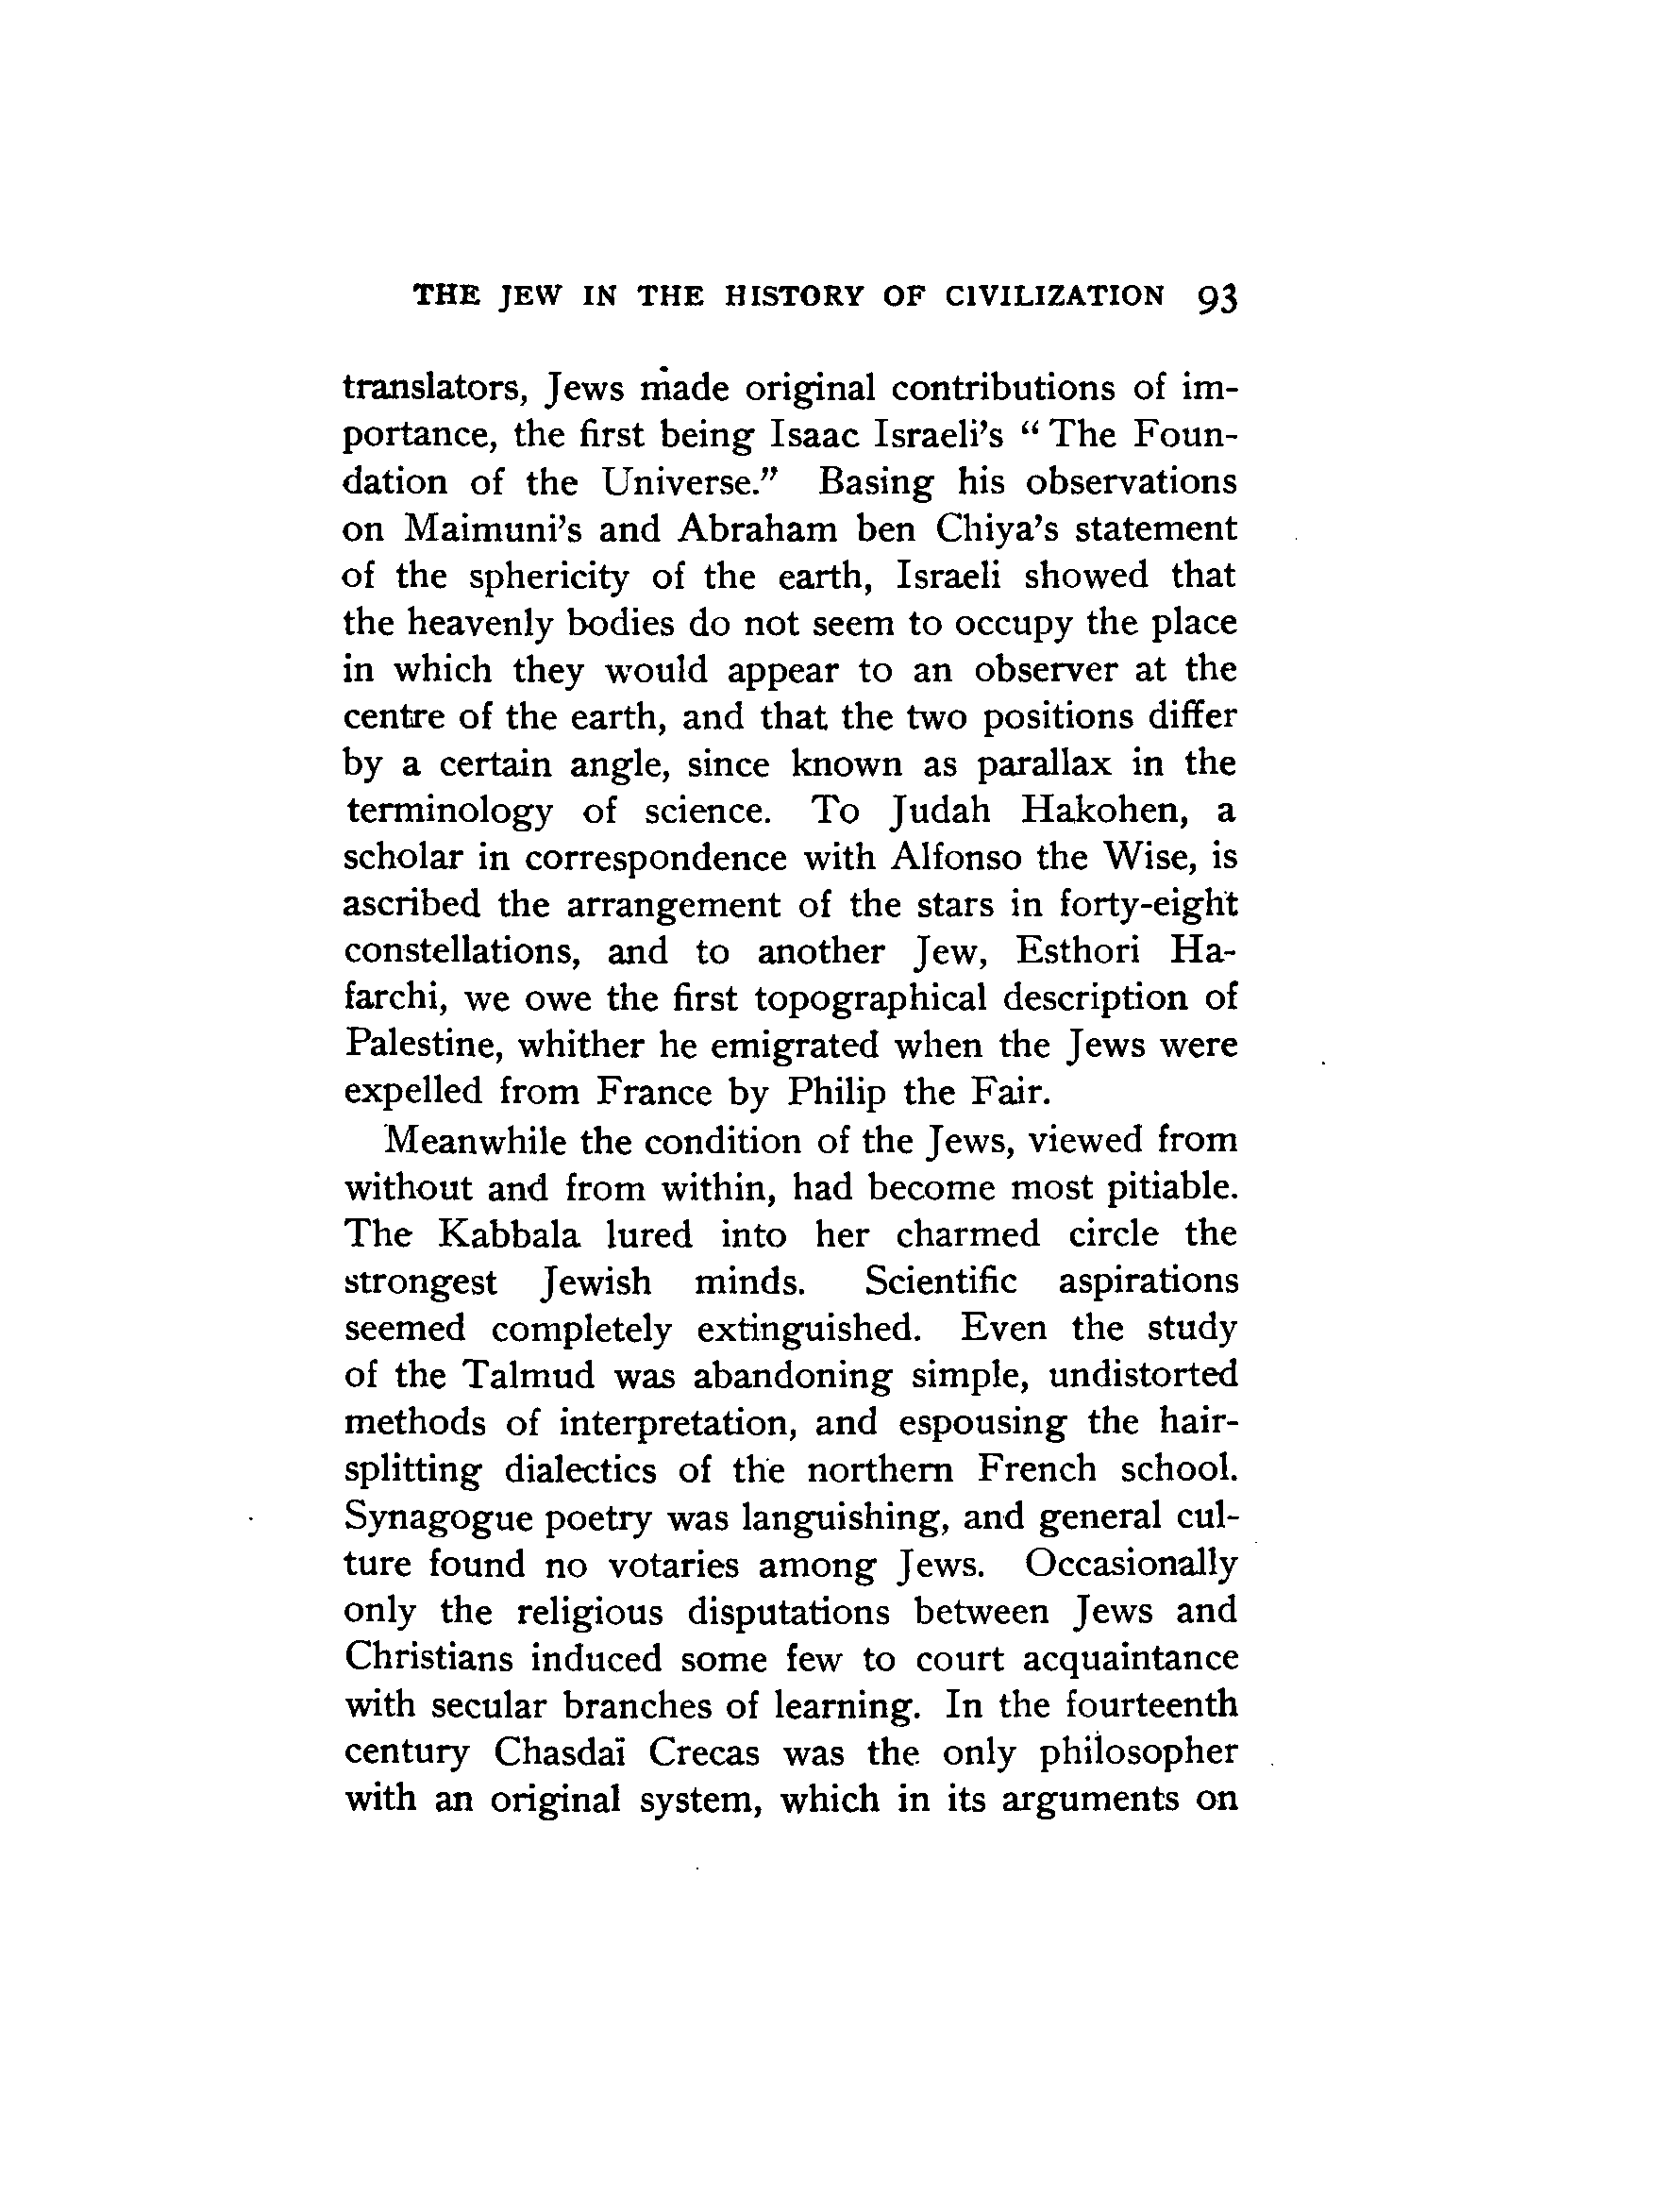 THE JEW IN THE HISTORY OF CIVILIZATION 93
translators, Jews made original contributions of im-
portance, the first being Isaac Israeli's "The Foun-
dation of the Universe." Basing his observations
on Maimuni's and Abraham ben Chiya's statement
of the sphericity of the earth, Israeli showed that
the heavenly bodies do not seem to occupy the place
in which they would appear to an observer at the
centre of the earth, and that the two positions differ
by a certain angle, since known as parallax in the
terminology of science. To Judah Hakohen, a
scholar in correspondence with Alfonso the Wise, is
ascribed the arrangement of the stars in forty-eight
constellations, and to another Jew, Esthori Ha-
farchi, we owe the first topographical description of
Palestine, whither he emigrated when the Jews were
expelled from France by Philip the Fair.
Meanwhile the condition of the Jews, viewed from
without and from within, had become most pitiable.
The Kabbala lured into her charmed circle the
strongest Jewish minds. Scientific aspirations
seemed completely extinguished. Even the study
of the Talmud was abandoning simple, undistorted
methods of interpretation, and espousing the hair-
splitting dialectics of the northern French school.
Synagogue poetry was languishing, and general cul-
ture found no votaries among Jews. Occasionally
only the religious disputations between Jews and
Christians induced some few to court acquaintance
with secular branches of learning. In the fourteenth
century Chasdaï Crecas was the only philosopher
with an original system, which in its arguments on